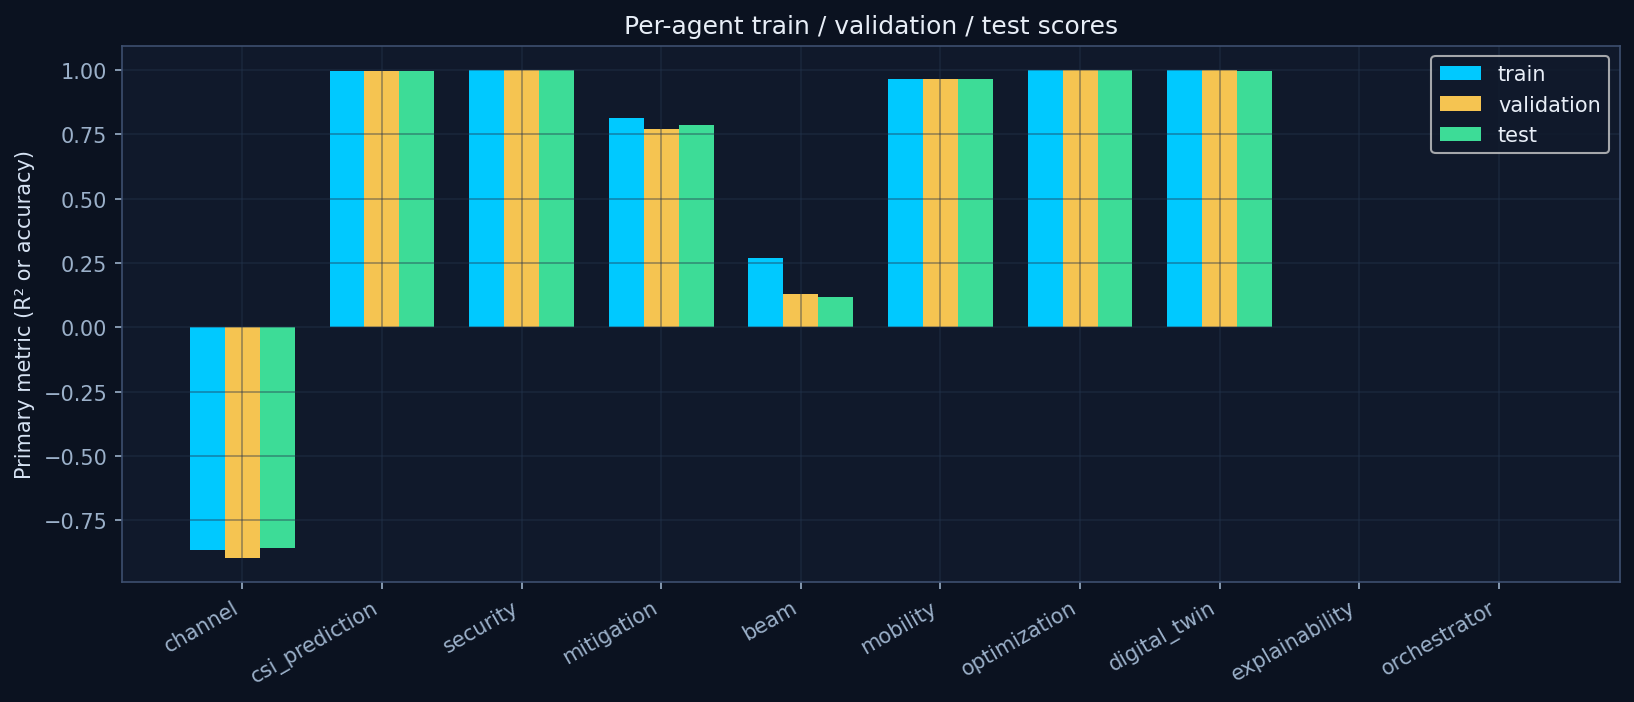 Per-agent train / validation / test scores
train
validation
test
Primary metric (R² or accuracy)
1.00
0.75
0.50
0.25
0.00
−0.25
−0.50
−0.75
channel
csi_prediction
security
mitigation
beam
mobility
optimization
digital_twin
explainability
orchestrator